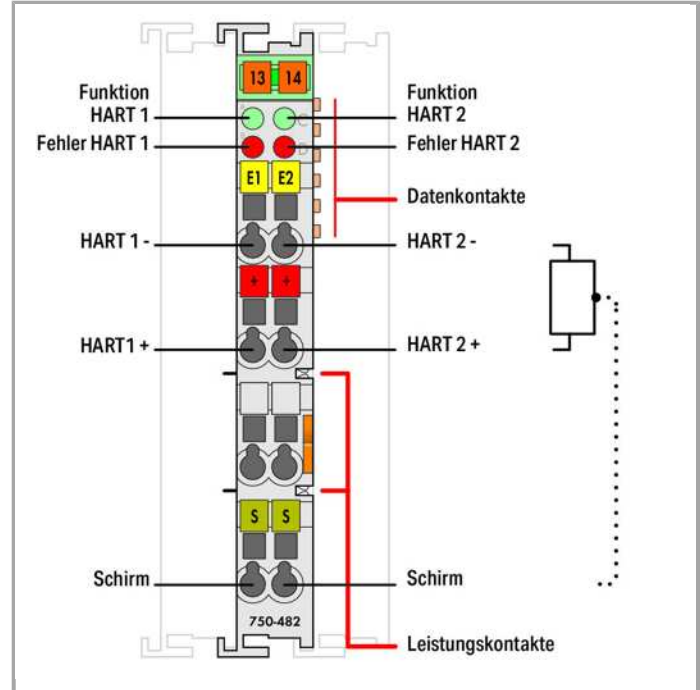 13 14
Funktion
HART 1
Funktion
HART 2
Fehler HART 1
Fehler HART 2
E1 E2
Datenkontakte
HART 1 -
HART 2 -
+ +
HART1 +
HART 2 +
S S
Schirm
Schirm
750-482
Leistungskontakte